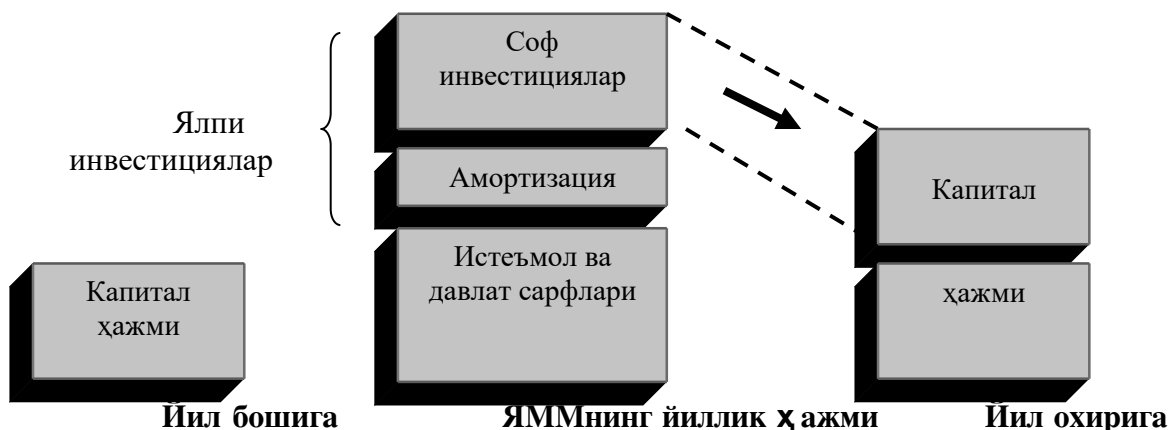 Соф
инвестициялар
Ялпи
инвестициялар
Амортизация
Капитал
Истеъмол ва
давлат сарфлари
Капитал
ҳажми
ҳажми
Йил бошига
ЯММнинг йиллик ҳажми
Йил охирига